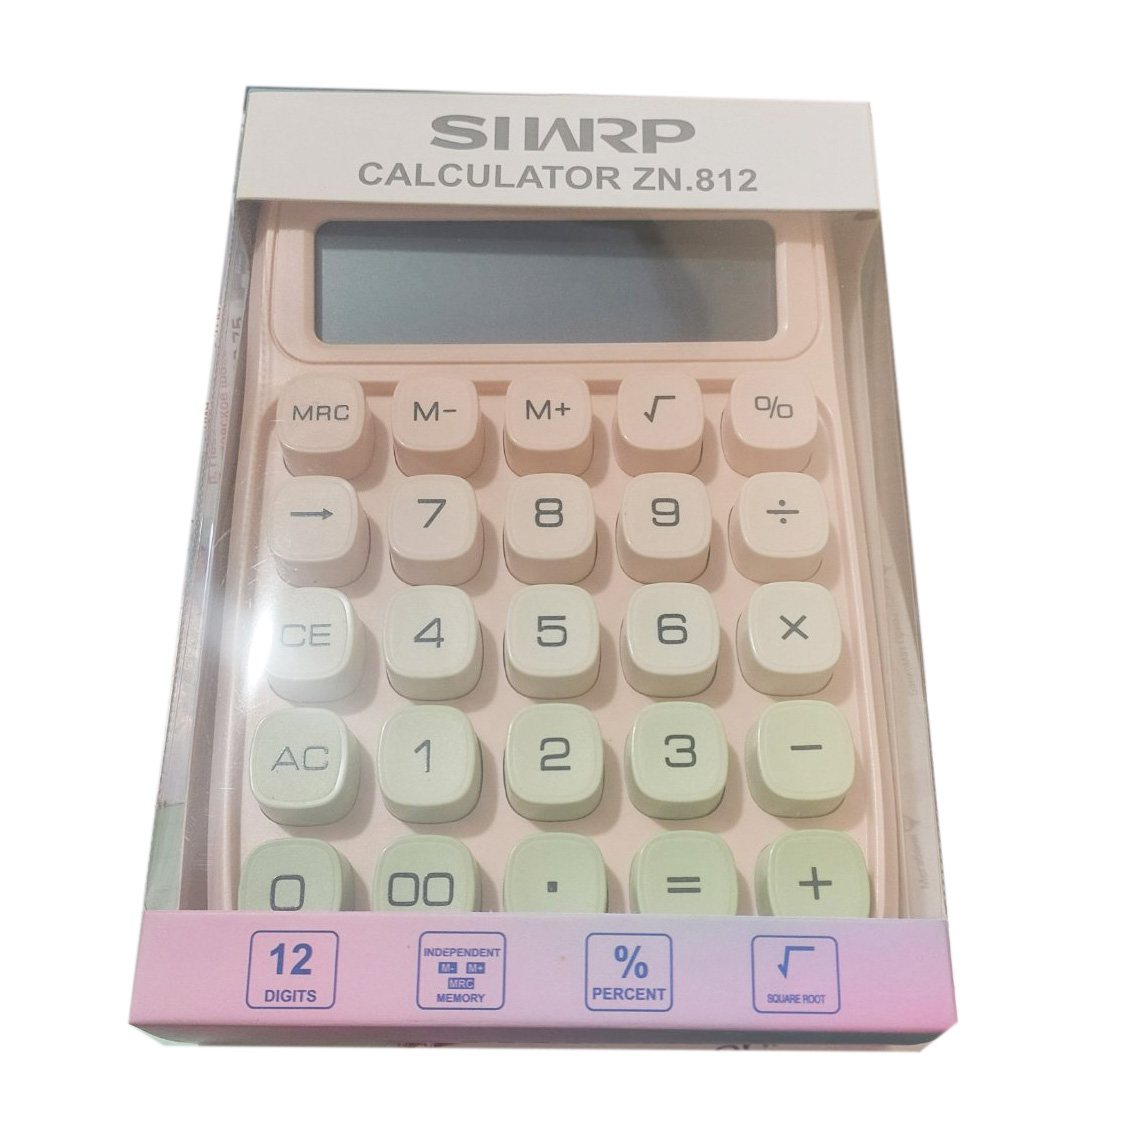 SIIARP
CALCULATOR ZN.812
MRC M- M+ √ %
→ 7 8 9 ÷
CE 4 5 6 ×
AC 1 2 3 −
0 00 . = +
12
DIGITS
INDEPENDENT
M- M+
MRC
MEMORY
%
PERCENT
√
SQUARE ROOT